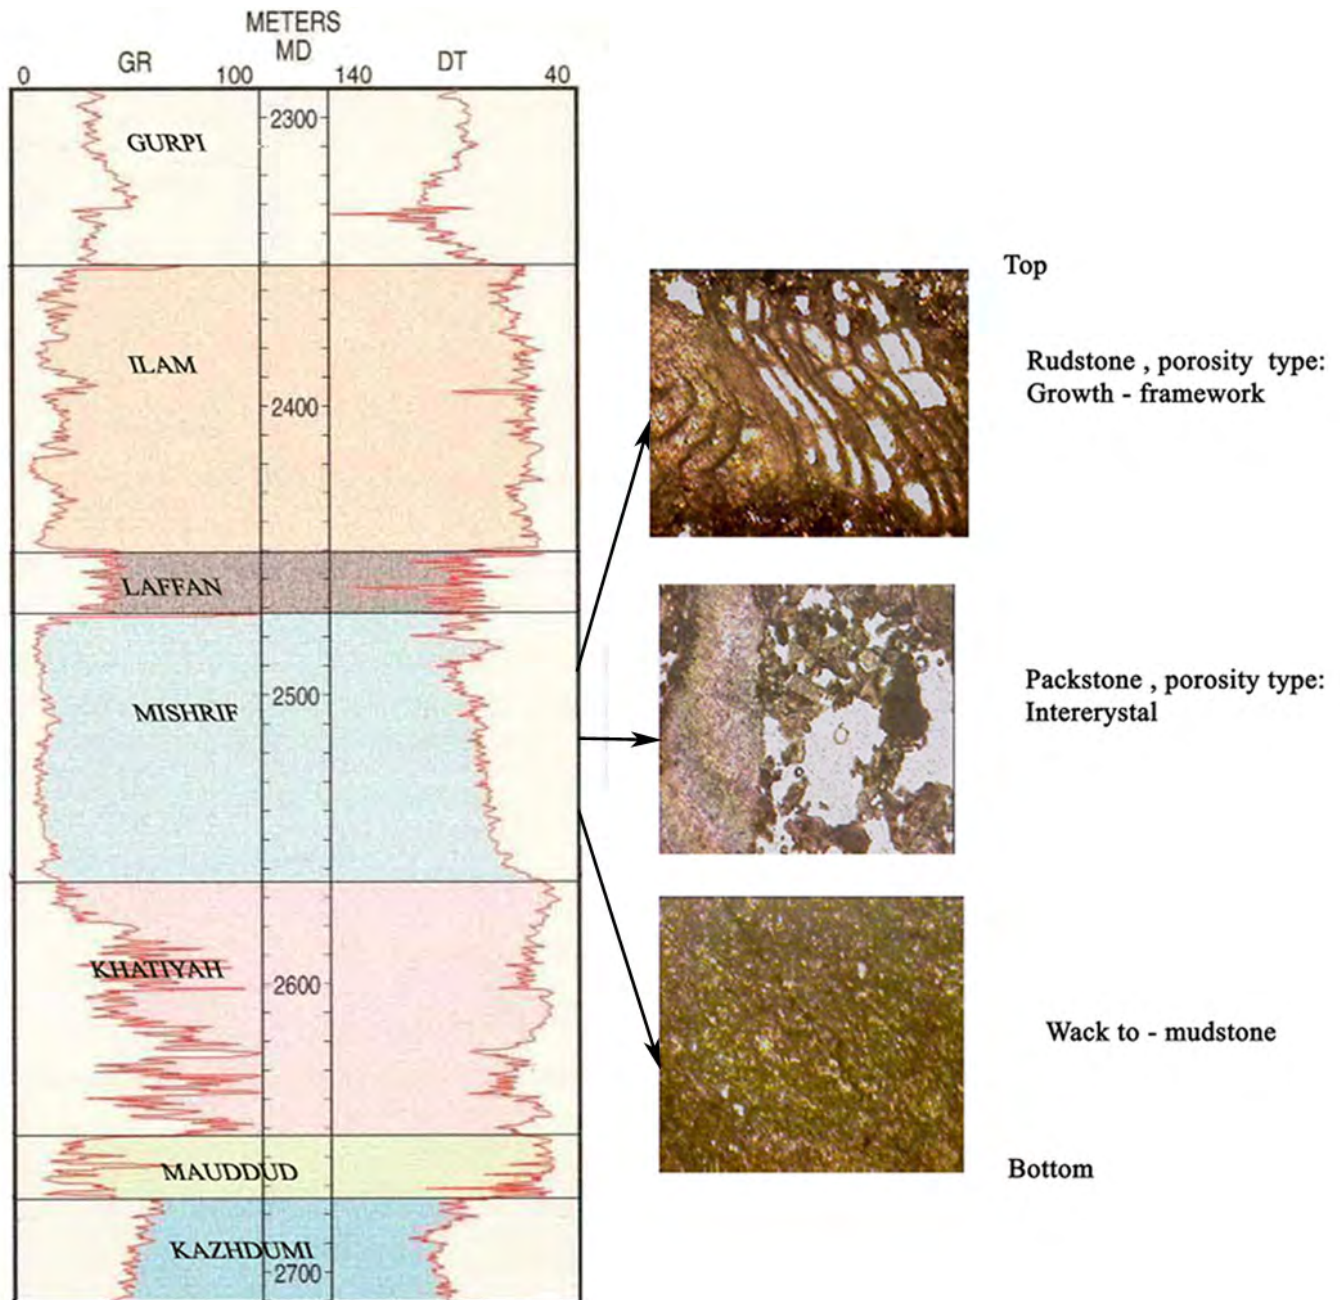 METERS
MD
GR
DT
0
100
140
40
2300
GURPI
ILAM
2400
LAFFAN
2500
MISHRIF
KHATIYAH
2600
MAUDDUD
KAZHDUMI
2700
Top
Rudstone , porosity type:
Growth - framework
Packstone , porosity type:
Intererystal
Wack to - mudstone
Bottom